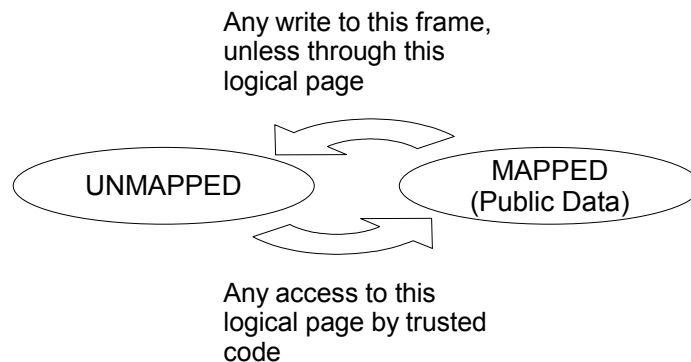 Any write to this frame,
unless through this
logical page
UNMAPPED
MAPPED
(Public Data)
Any access to this
logical page by trusted
code